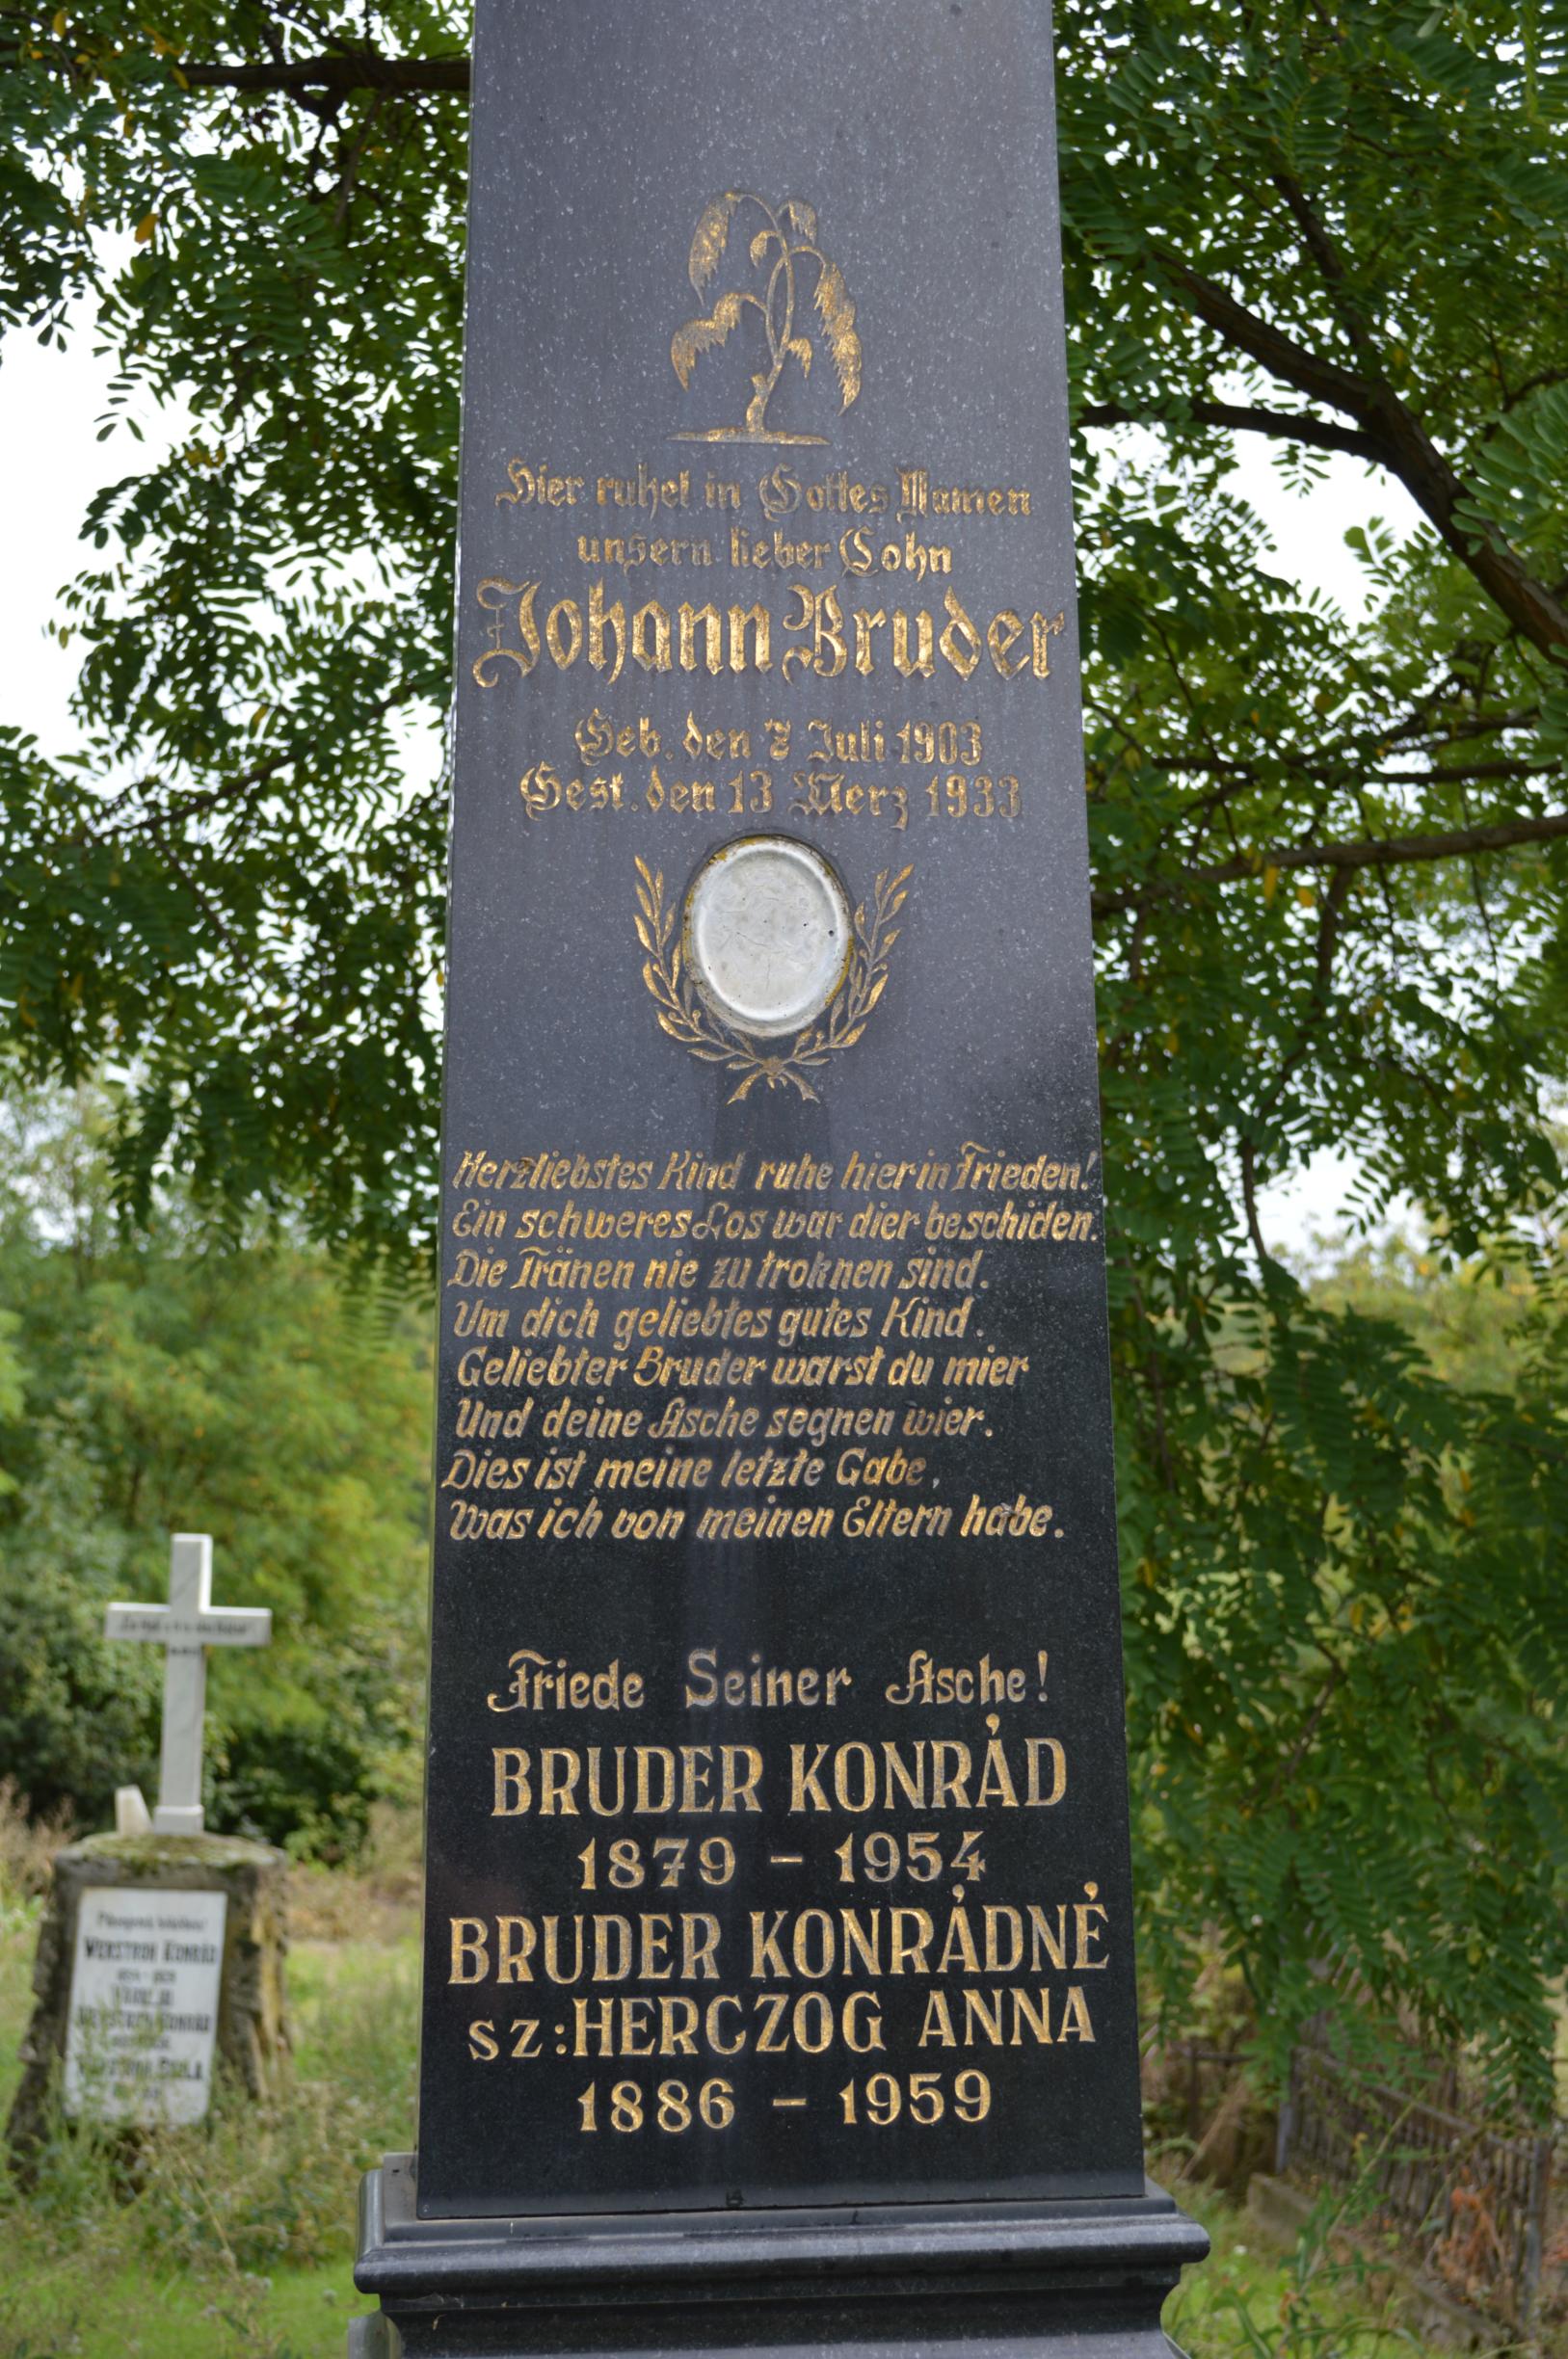 Hier ruhet in Gottes Namen
unsern lieber Sohn
Johann Bruder
Geb. den 7 Juli 1903
Gest. den 13 Merz 1933
Herzliebstes Kind ruhe hier in Frieden!
Ein schweres Los war dier beschiden.
Die Tränen nie zu troknen sind.
Um dich geliebtes gutes Kind.
Geliebter Bruder warst du mier
Und deine Asche segnen wier.
Dies ist meine letzte Gabe,
Was ich von meinen Eltern habe.
Friede Seiner Asche!
BRUDER KONRÁD
1879 – 1954
BRUDER KONRÁDNÉ
sz:HERCZOG ANNA
1886 – 1959
KONRÁD
KONRÁD